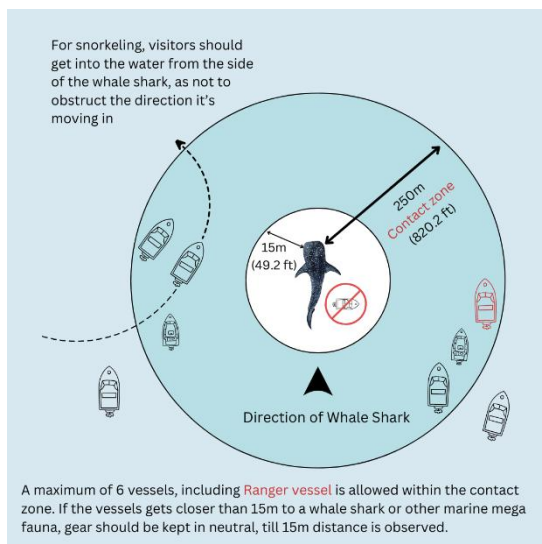 For snorkeling, visitors should
get into the water from the side
of the whale shark, as not to
obstruct the direction it's
moving in
250m
Contact zone
(820.2 ft)
15m
(49.2 ft)
Direction of Whale Shark
A maximum of 6 vessels, including Ranger vessel is allowed within the contact
zone. If the vessels gets closer than 15m to a whale shark or other marine mega
fauna, gear should be kept in neutral, till 15m distance is observed.